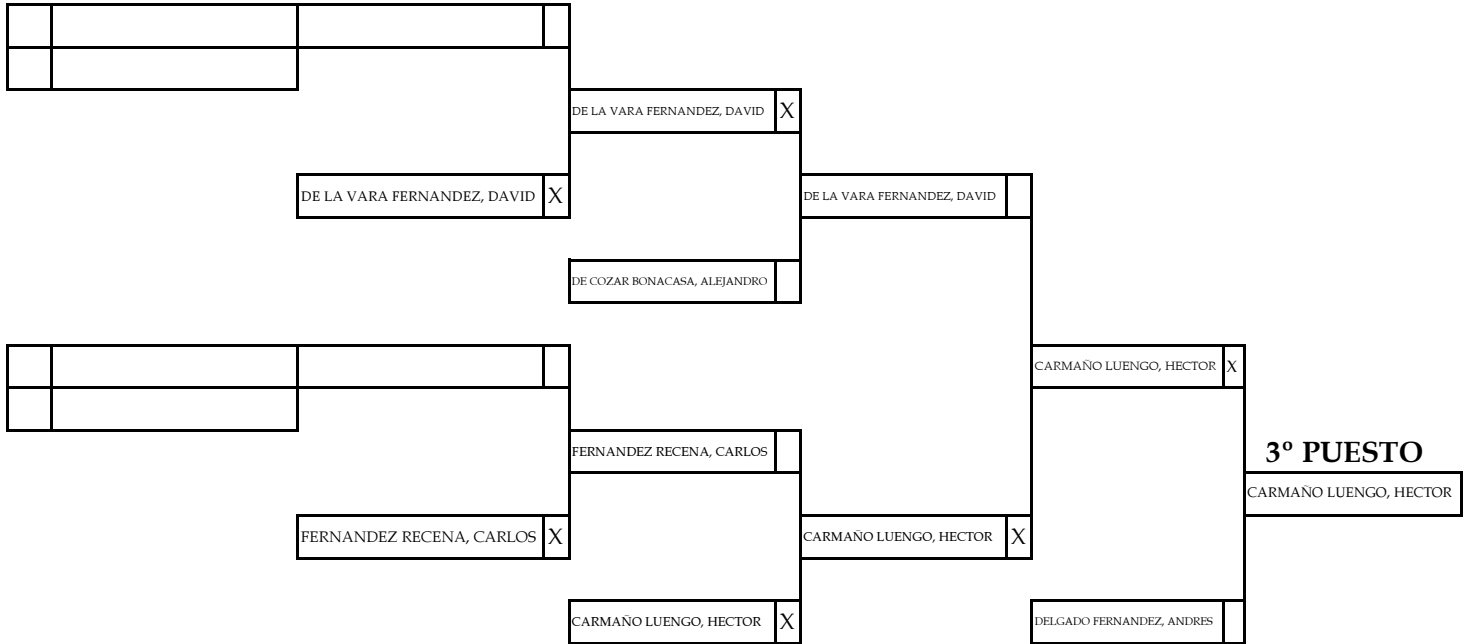 DE LA VARA FERNANDEZ, DAVID X
DE LA VARA FERNANDEZ, DAVID X
DE LA VARA FERNANDEZ, DAVID
DE COZAR BONACASA, ALEJANDRO
CARMAÑO LUENGO, HECTOR X
FERNANDEZ RECENA, CARLOS
3º PUESTO
CARMAÑO LUENGO, HECTOR
FERNANDEZ RECENA, CARLOS X
CARMAÑO LUENGO, HECTOR X
CARMAÑO LUENGO, HECTOR X
DELGADO FERNANDEZ, ANDRES